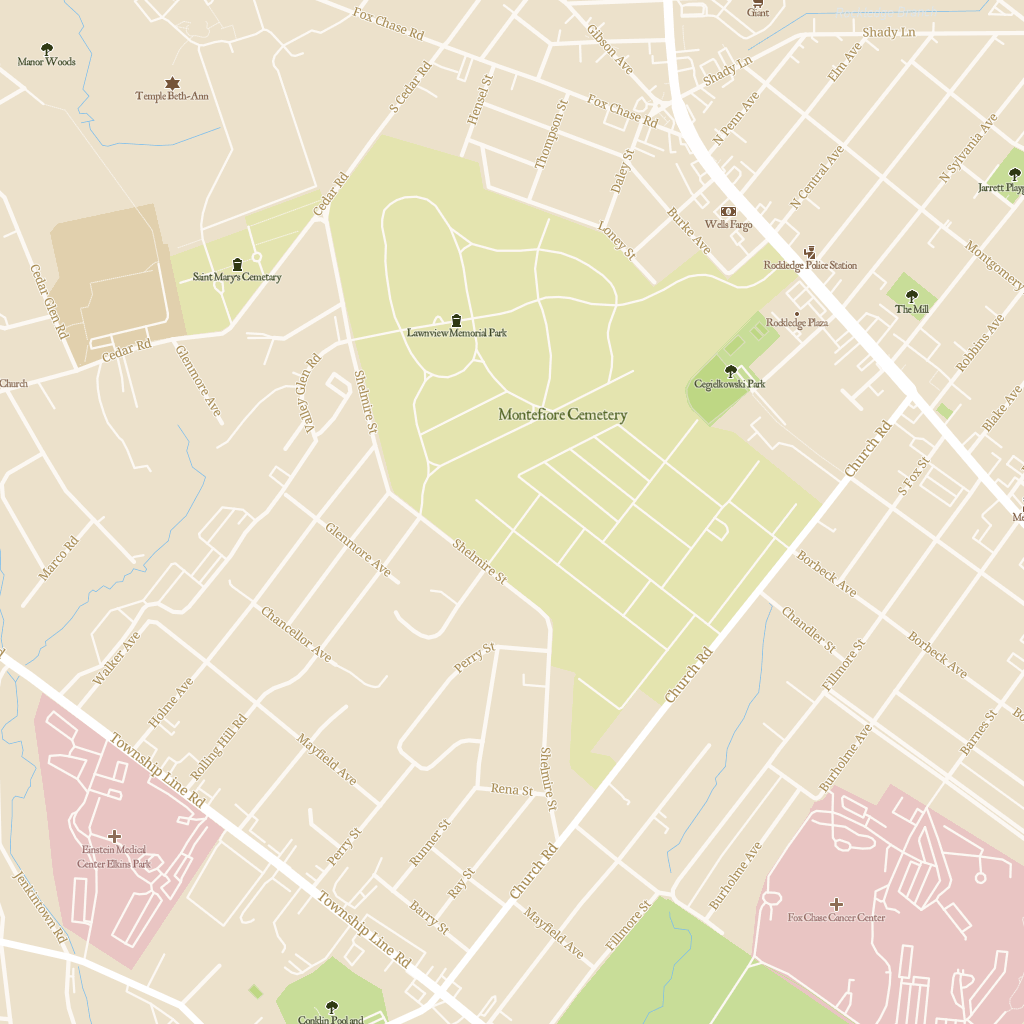 Giant
Fox Chase Rd
Gibson Ave
Shady Ln
Elm Ave
Shady Ln
Manor Woods
Temple Beth-Ann
S Cedar Rd
Hensel St
Thompson St
Fox Chase Rd
N Penn Ave
N Sylvania Ave
Daley St
N Central Ave
Cedar Rd
Jarrett Playg
Wells Fargo
Burke Ave
Loney St
Montgomery
Rockledge Police Station
Saint Mary's Cemetary
Cedar Glen Rd
The Mill
Rockledge Plaza
Lawnview Memorial Park
Robbins Ave
Cedar Rd
Glenmore Ave
Valley Glen Rd
Shelmire St
Church
Cegielkowski Park
Blake Ave
Montefiore Cemetery
Church Rd
S Fox St
Marco Rd
Glenmore Ave
Shelmire St
Borbeck Ave
Chancellor Ave
Chandler St
Fillmore St
Borbeck Ave
Walker Ave
Perry St
Church Rd
Holme Ave
Rolling Hill Rd
Township Line Rd
Mayfield Ave
Shelmire St
Burholme Ave
Barnes St
Rena St
Einstein Medical
Center Elkins Park
Perry St
Runner St
Ray St
Church Rd
Burholme Ave
Jenkintown Rd
Township Line Rd
Barry St
Mayfield Ave
Fillmore St
Fox Chase Cancer Center
Conklin Pool and